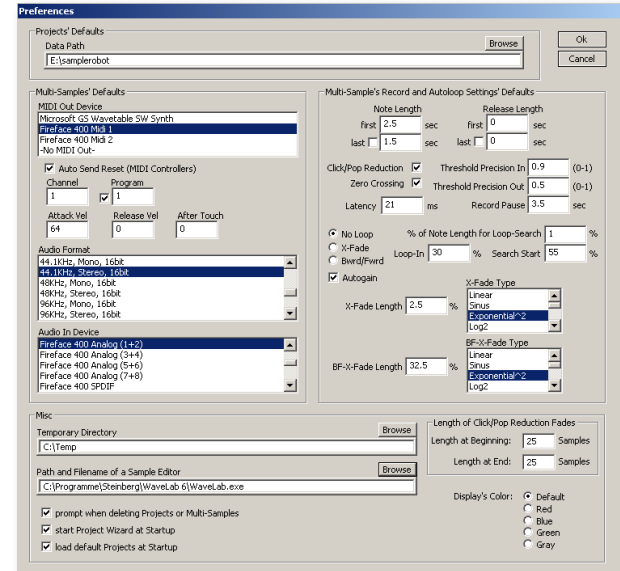 Preferences
Projects' Defaults
Data Path
Browse
E:\samplerobot
Ok
Cancel
Multi-Samples' Defaults
MIDI Out Device
Microsoft GS Wavetable SW Synth
Fireface 400 Midi 1
Fireface 400 Midi 2
-No MIDI Out-
Auto Send Reset (MIDI Controllers)
Channel Program
1 1
Attack Vel Release Vel After Touch
64 0 0
Audio Format
44.1KHz, Mono, 16bit
44.1KHz, Stereo, 16bit
48KHz, Mono, 16bit
48KHz, Stereo, 16bit
96KHz, Mono, 16bit
96KHz, Stereo, 16bit
Audio In Device
Fireface 400 Analog (1+2)
Fireface 400 Analog (3+4)
Fireface 400 Analog (5+6)
Fireface 400 Analog (7+8)
Fireface 400 SPDIF
Multi-Sample's Record and Autoloop Settings' Defaults
Note Length Release Length
first 2.5 sec first 0 sec
last 1.5 sec last 0 sec
Click/Pop Reduction Threshold Precision In 0.9 (0-1)
Zero Crossing Threshold Precision Out 0.5 (0-1)
Latency 21 ms Record Pause 3.5 sec
No Loop % of Note Length for Loop-Search 1 %
X-Fade
Bwrd/Fwrd Loop-In 30 % Search Start 55 %
Autogain
X-Fade Type
X-Fade Length 2.5 %
Linear
Sinus
Exponential^2
Log2
BF-X-Fade Type
BF-X-Fade Length 32.5 %
Linear
Sinus
Exponential^2
Log2
Misc
Temporary Directory
Browse
C:\Temp
Path and Filename of a Sample Editor
Browse
C:\Programme\Steinberg\WaveLab 6\WaveLab.exe
prompt when deleting Projects or Multi-Samples
start Project Wizard at Startup
load default Projects at Startup
Length of Click/Pop Reduction Fades
Length at Beginning: 25 Samples
Length at End: 25 Samples
Display's Color: Default
Red
Blue
Green
Gray